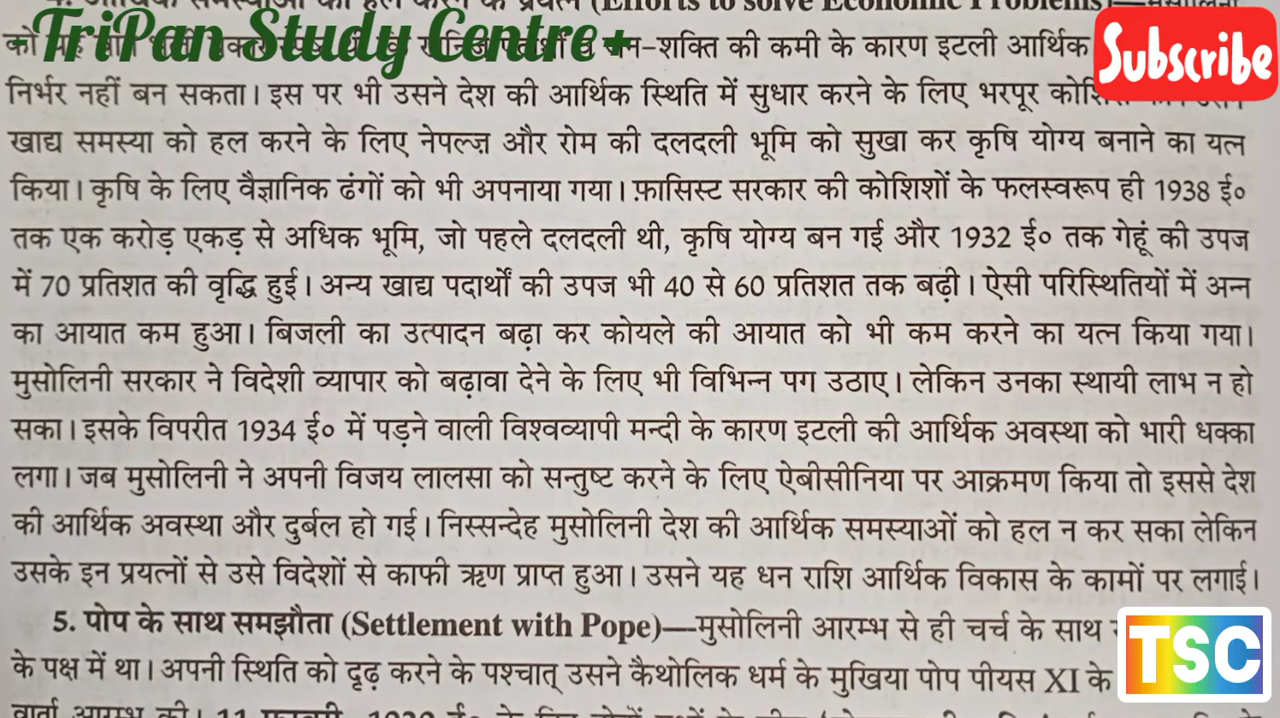 (Efforts to solve Economic Problems)—मुसोलिनी
TriPan Study Centre+
Subscribe
की कमी के कारण इटली आर्थिक
निर्भर नहीं बन सकता। इस पर भी उसने देश की आर्थिक स्थिति में सुधार करने के लिए भरपूर
खाद्य समस्या को हल करने के लिए नेपल्ज़ और रोम की दलदली भूमि को सुखा कर कृषि योग्य बनाने का यत्न
किया। कृषि के लिए वैज्ञानिक ढंगों को भी अपनाया गया। फ़ासिस्ट सरकार की कोशिशों के फलस्वरूप ही 1938 ई०
तक एक करोड़ एकड़ से अधिक भूमि, जो पहले दलदली थी, कृषि योग्य बन गई और 1932 ई० तक गेहूं की उपज
में 70 प्रतिशत की वृद्धि हुई। अन्य खाद्य पदार्थों की उपज भी 40 से 60 प्रतिशत तक बढ़ी। ऐसी परिस्थितियों में अन्न
का आयात कम हुआ। बिजली का उत्पादन बढ़ा कर कोयले की आयात को भी कम करने का यत्न किया गया।
मुसोलिनी सरकार ने विदेशी व्यापार को बढ़ावा देने के लिए भी विभिन्न पग उठाए। लेकिन उनका स्थायी लाभ न हो
सका। इसके विपरीत 1934 ई० में पड़ने वाली विश्वव्यापी मन्दी के कारण इटली की आर्थिक अवस्था को भारी धक्का
लगा। जब मुसोलिनी ने अपनी विजय लालसा को सन्तुष्ट करने के लिए ऐबीसीनिया पर आक्रमण किया तो इससे देश
की आर्थिक अवस्था और दुर्बल हो गई। निस्सन्देह मुसोलिनी देश की आर्थिक समस्याओं को हल न कर सका लेकिन
उसके इन प्रयत्नों से उसे विदेशों से काफी ऋण प्राप्त हुआ। उसने यह धन राशि आर्थिक विकास के कामों पर लगाई।
5. पोप के साथ समझौता (Settlement with Pope)—मुसोलिनी आरम्भ से ही चर्च के साथ
के पक्ष में था। अपनी स्थिति को दृढ़ करने के पश्चात् उसने कैथोलिक धर्म के मुखिया पोप पीयस XI के
TSC